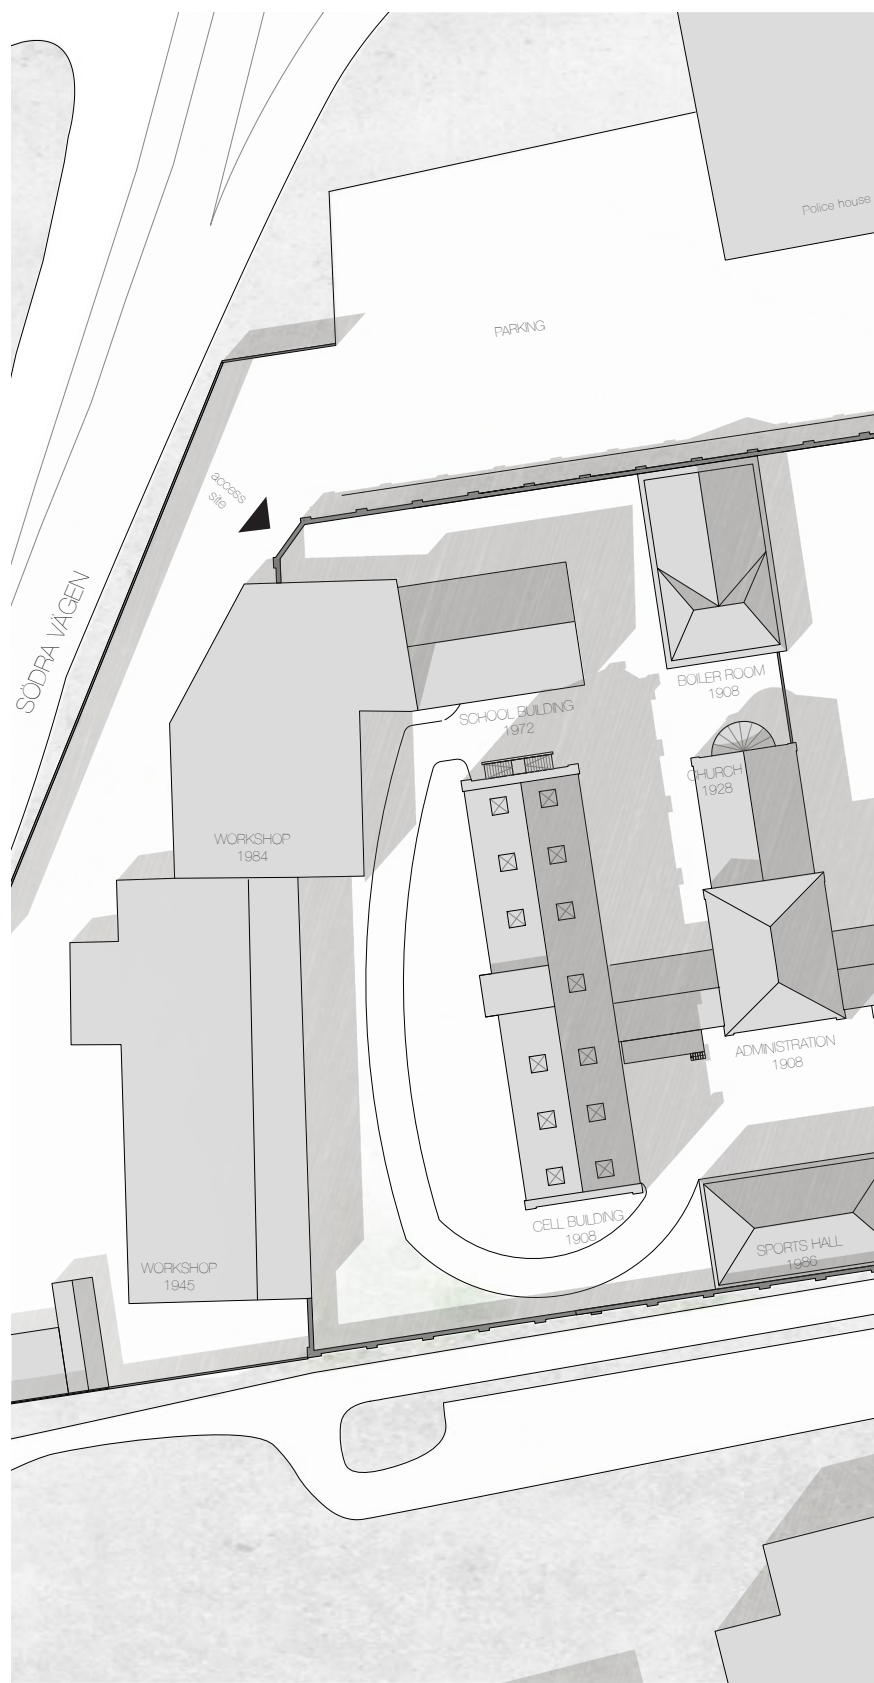 Police house
PARKING
access
site
SÖDRA VÄGEN
BOILER ROOM
1908
SCHOOL BUILDING
1972
CHURCH
1928
WORKSHOP
1984
ADMINISTRATION
1908
CELL BUILDING
1908
SPORTS HALL
1986
WORKSHOP
1945